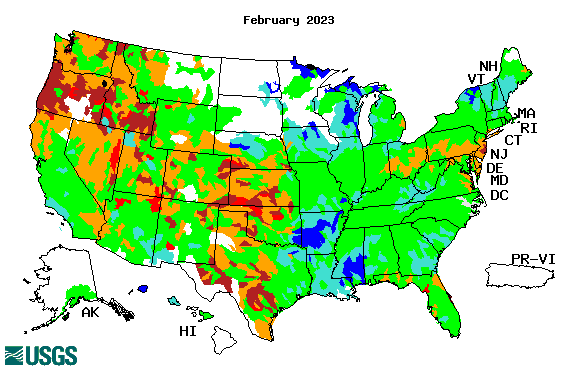 February 2023
NH
VT
MA
RI
CT
NJ
DE
MD
DC
PR-VI
AK
HI
USGS